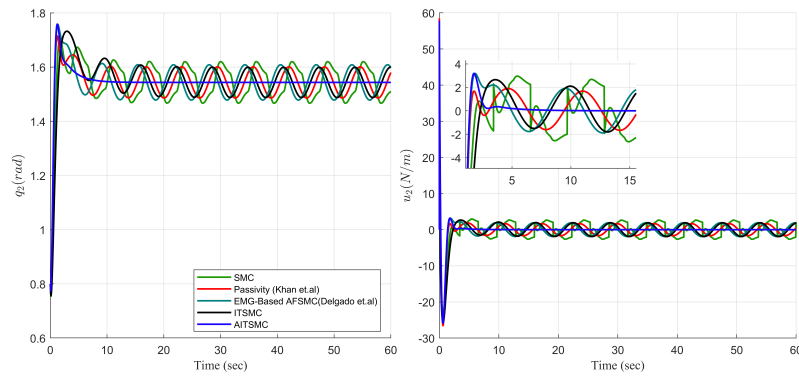 1.8
1.6
1.4
1.2
1
0.8
0.6
q2(rad)
0 10 20 30 40 50 60
Time (sec)
SMC
Passivity (Khan et.al)
EMG-Based AFSMC(Delgado et.al)
ITSMC
AITSMC
60
50
40
30
20
10
0
-10
-20
-30
u2(N/m)
0 10 20 30 40 50 60
Time (sec)
4
2
0
-2
-4
5 10 15